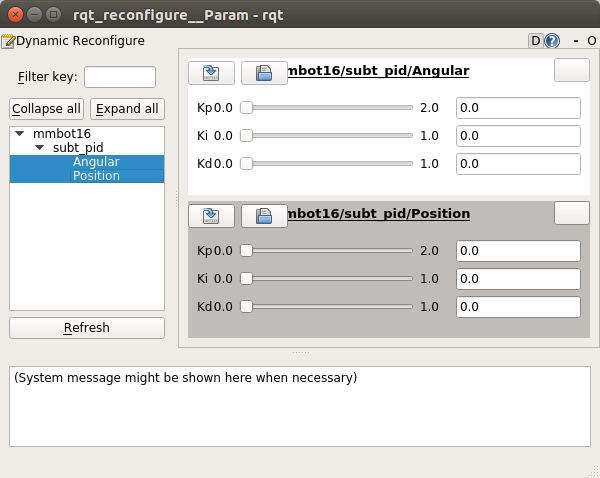 rqt_reconfigure__Param - rqt
Dynamic Reconfigure
D ? - O
Filter key:
Collapse all Expand all
mmbot16
subt_pid
Angular
Position
Refresh
mbot16/subt_pid/Angular
Kp 0.0 2.0 0.0
Ki 0.0 1.0 0.0
Kd 0.0 1.0 0.0
mbot16/subt_pid/Position
Kp 0.0 2.0 0.0
Ki 0.0 1.0 0.0
Kd 0.0 1.0 0.0
(System message might be shown here when necessary)